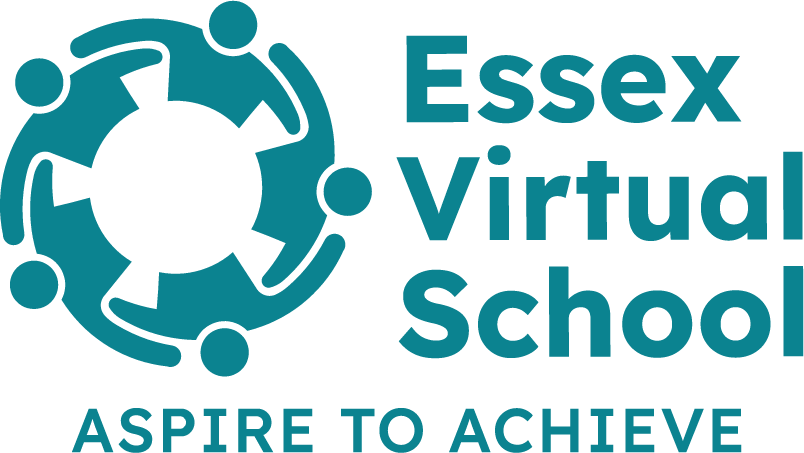 Essex
Virtual
School
ASPIRE TO ACHIEVE